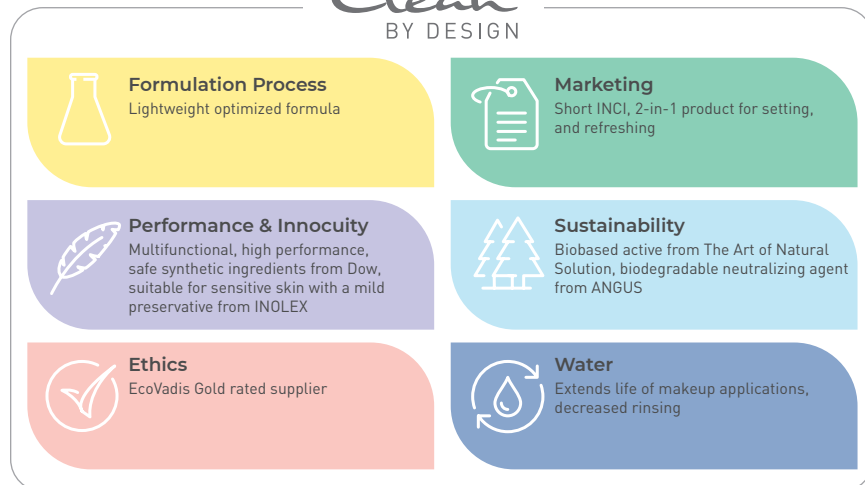 Clean
BY DESIGN
Formulation Process
Lightweight optimized formula
Marketing
Short INCI, 2-in-1 product for setting,
and refreshing
Performance & Innocuity
Multifunctional, high performance,
safe synthetic ingredients from Dow,
suitable for sensitive skin with a mild
preservative from INOLEX
Sustainability
Biobased active from The Art of Natural
Solution, biodegradable neutralizing agent
from ANGUS
Ethics
EcoVadis Gold rated supplier
Water
Extends life of makeup applications,
decreased rinsing